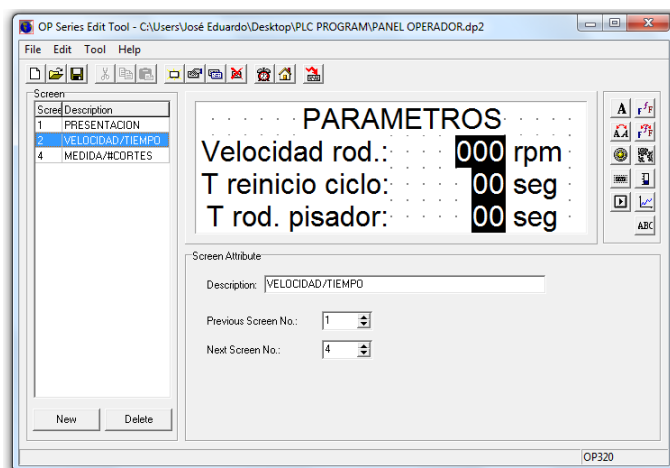 OP Series Edit Tool - C:\Users\José Eduardo\Desktop\PLC PROGRAM\PANEL OPERADOR.dp2
File Edit Tool Help
Screen
Scree Description
1 PRESENTACION
2 VELOCIDAD/TIEMPO
4 MEDIDA/#CORTES
New Delete
PARAMETROS
Velocidad rod.: 000 rpm
T reinicio ciclo: 00 seg
T rod. pisador: 00 seg
A FfF
A.A FfF
ABC
Screen Attribute
Description: VELOCIDAD/TIEMPO
Previous Screen No.: 1
Next Screen No.: 4
OP320